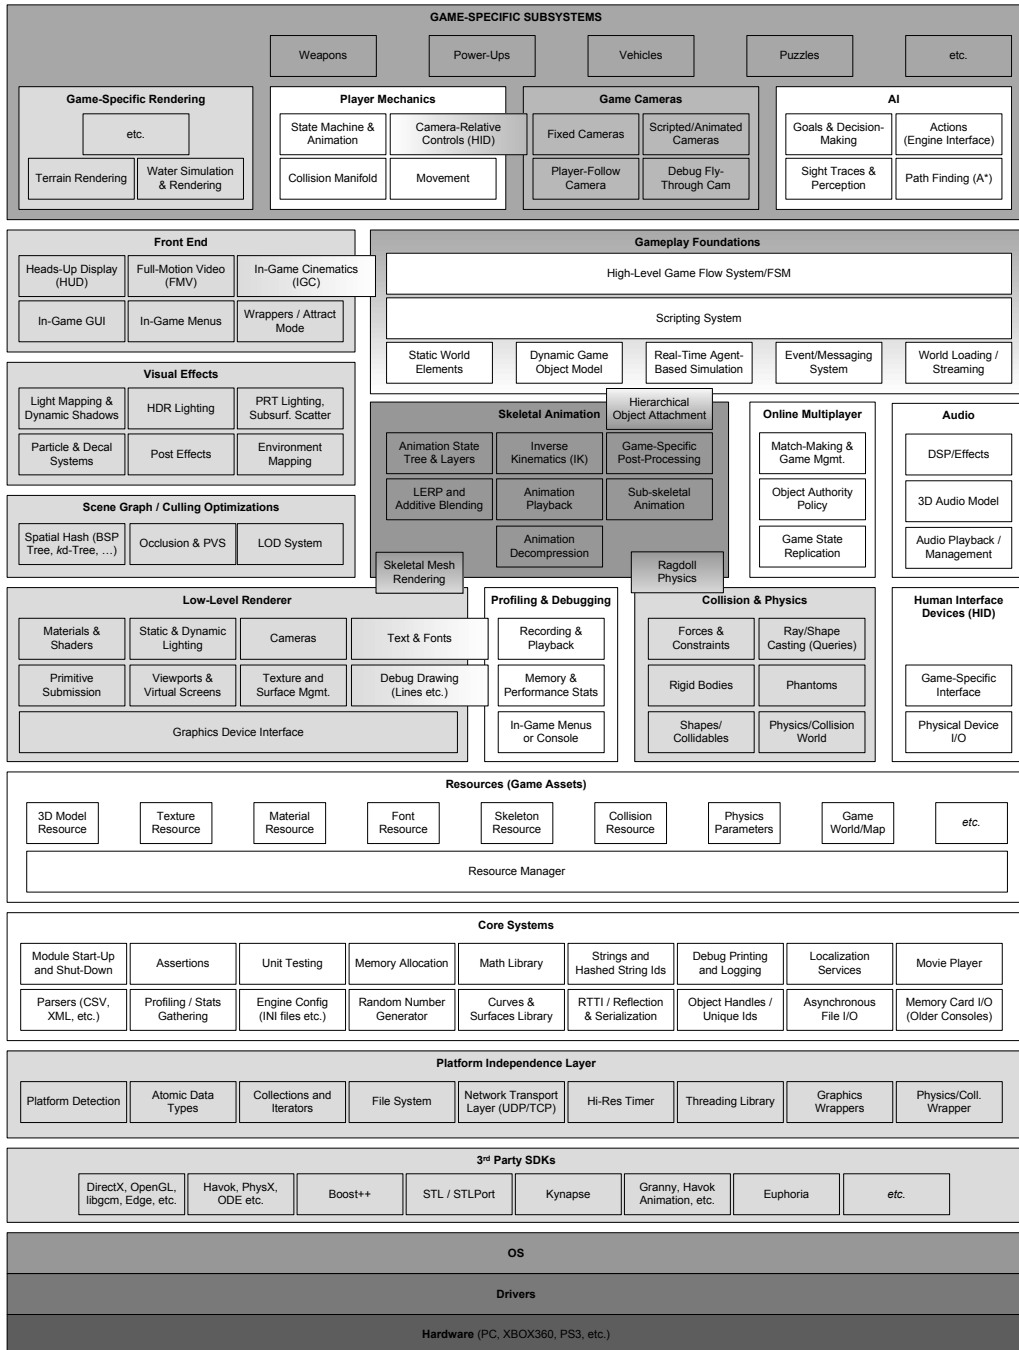 GAME-SPECIFIC SUBSYSTEMS
Weapons
Power-Ups
Vehicles
Puzzles
etc.
Game-Specific Rendering
etc.
Terrain Rendering
Water Simulation
& Rendering
Player Mechanics
State Machine &
Animation
Camera-Relative
Controls (HID)
Collision Manifold
Movement
Game Cameras
Fixed Cameras
Scripted/Animated
Cameras
Player-Follow
Camera
Debug Fly-
Through Cam
AI
Goals & Decision-
Making
Actions
(Engine Interface)
Sight Traces &
Perception
Path Finding (A*)
Front End
Heads-Up Display
(HUD)
Full-Motion Video
(FMV)
In-Game Cinematics
(IGC)
In-Game GUI
In-Game Menus
Wrappers / Attract
Mode
Gameplay Foundations
High-Level Game Flow System/FSM
Scripting System
Static World
Elements
Dynamic Game
Object Model
Real-Time Agent-
Based Simulation
Event/Messaging
System
World Loading /
Streaming
Visual Effects
Light Mapping &
Dynamic Shadows
HDR Lighting
PRT Lighting,
Subsurf. Scatter
Particle & Decal
Systems
Post Effects
Environment
Mapping
Hierarchical
Object Attachment
Skeletal Animation
Animation State
Tree & Layers
Inverse
Kinematics (IK)
Game-Specific
Post-Processing
LERP and
Additive Blending
Animation
Playback
Sub-skeletal
Animation
Animation
Decompression
Skeletal Mesh
Rendering
Ragdoll
Physics
Online Multiplayer
Match-Making &
Game Mgmt.
Object Authority
Policy
Game State
Replication
Audio
DSP/Effects
3D Audio Model
Audio Playback /
Management
Scene Graph / Culling Optimizations
Spatial Hash (BSP
Tree, kd-Tree, …)
Occlusion & PVS
LOD System
Low-Level Renderer
Materials &
Shaders
Static & Dynamic
Lighting
Cameras
Text & Fonts
Primitive
Submission
Viewports &
Virtual Screens
Texture and
Surface Mgmt.
Debug Drawing
(Lines etc.)
Graphics Device Interface
Profiling & Debugging
Recording &
Playback
Memory &
Performance Stats
In-Game Menus
or Console
Collision & Physics
Forces &
Constraints
Ray/Shape
Casting (Queries)
Rigid Bodies
Phantoms
Shapes/
Collidables
Physics/Collision
World
Human Interface
Devices (HID)
Game-Specific
Interface
Physical Device
I/O
Resources (Game Assets)
3D Model
Resource
Texture
Resource
Material
Resource
Font
Resource
Skeleton
Resource
Collision
Resource
Physics
Parameters
Game
World/Map
etc.
Resource Manager
Core Systems
Module Start-Up
and Shut-Down
Assertions
Unit Testing
Memory Allocation
Math Library
Strings and
Hashed String Ids
Debug Printing
and Logging
Localization
Services
Movie Player
Parsers (CSV,
XML, etc.)
Profiling / Stats
Gathering
Engine Config
(INI files etc.)
Random Number
Generator
Curves &
Surfaces Library
RTTI / Reflection
& Serialization
Object Handles /
Unique Ids
Asynchronous
File I/O
Memory Card I/O
(Older Consoles)
Platform Independence Layer
Platform Detection
Atomic Data
Types
Collections and
Iterators
File System
Network Transport
Layer (UDP/TCP)
Hi-Res Timer
Threading Library
Graphics
Wrappers
Physics/Coll.
Wrapper
3rd Party SDKs
DirectX, OpenGL,
libgcm, Edge, etc.
Havok, PhysX,
ODE etc.
Boost++
STL / STLPort
Kynapse
Granny, Havok
Animation, etc.
Euphoria
etc.
OS
Drivers
Hardware (PC, XBOX360, PS3, etc.)